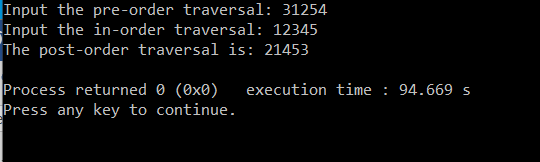 Input the pre-order traversal: 31254
Input the in-order traversal: 12345
The post-order traversal is: 21453
Process returned 0 (0x0)   execution time : 94.669 s
Press any key to continue.